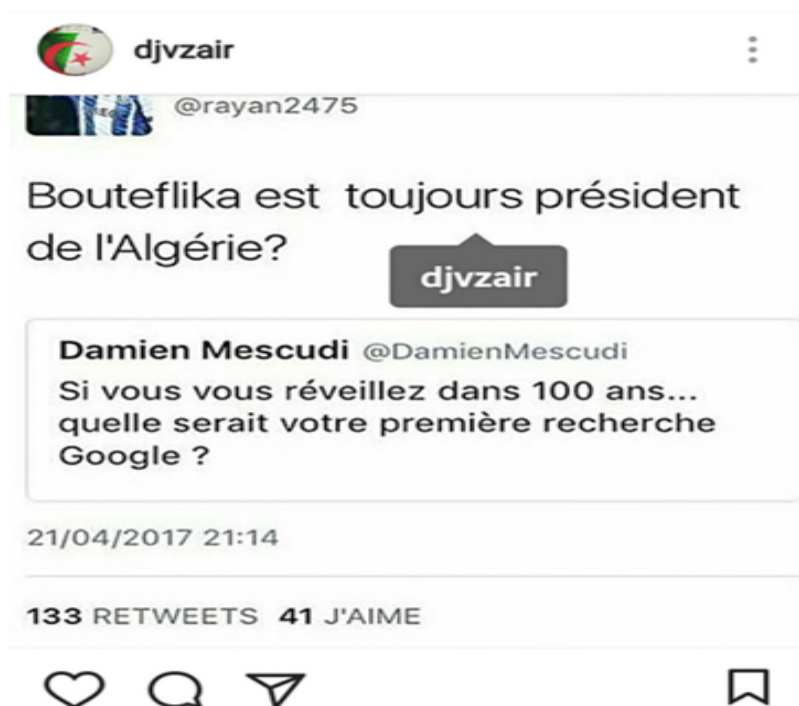 djvzair
@rayan2475
Bouteflika est toujours président
de l'Algérie?
djvzair
Damien Mescudi @DamienMescudi
Si vous vous réveillez dans 100 ans...
quelle serait votre première recherche
Google ?
21/04/2017 21:14
133 RETWEETS 41 J'AIME